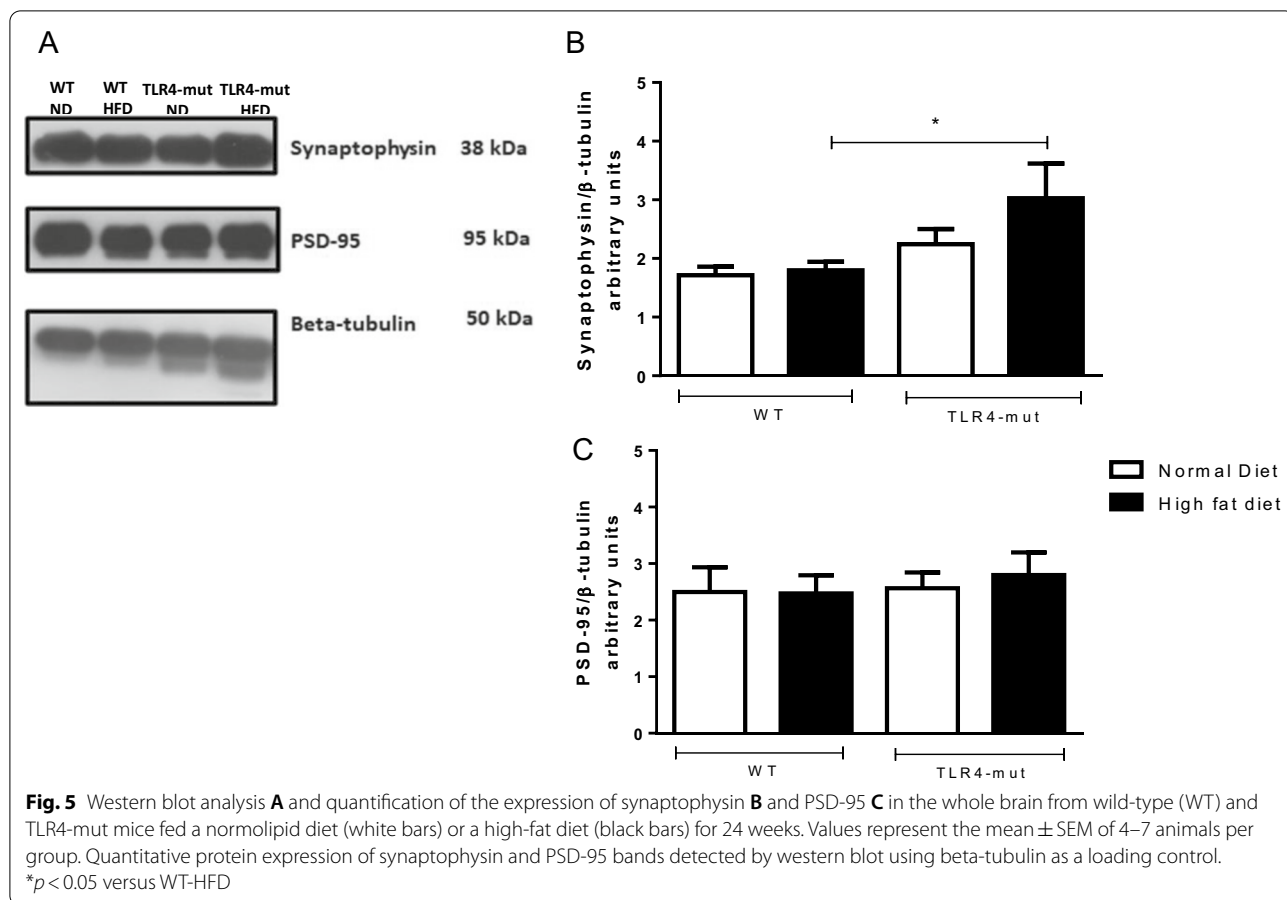 A
WT WT TLR4-mut TLR4-mut
ND HFD ND HFD
Synaptophysin 38 kDa
PSD-95 95 kDa
Beta-tubulin 50 kDa
B
Synaptophysin/β-tubulin
arbitrary units
5
4
3
2
1
0
*
WT
TLR4-mut
C
PSD-95/β-tubulin
arbitrary units
5
4
3
2
1
0
WT
TLR4-mut
Normal Diet
High fat diet
Fig. 5 Western blot analysis A and quantification of the expression of synaptophysin B and PSD-95 C in the whole brain from wild-type (WT) and
TLR4-mut mice fed a normolipid diet (white bars) or a high-fat diet (black bars) for 24 weeks. Values represent the mean ± SEM of 4–7 animals per
group. Quantitative protein expression of synaptophysin and PSD-95 bands detected by western blot using beta-tubulin as a loading control.
*p < 0.05 versus WT-HFD